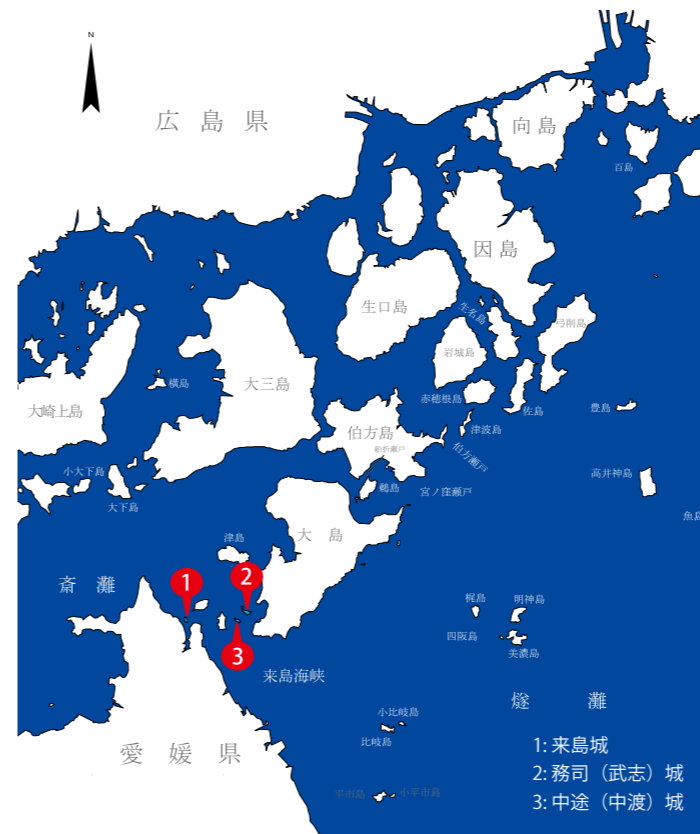 N
広島県
向島
百島
因島
生口島
生名島
弓削島
岩城島
大三島
横島
赤穂根島
佐島
豊島
大崎上島
伯方島
津波島
船折瀬戸
伯方瀬戸
小大下島
高井神島
鵜島
宮ノ窪瀬戸
大下島
魚島
大島
津島
斎灘
1
2
梶島
明神島
3
四阪島
美濃島
来島海峡
燧灘
小比岐島
比岐島
愛媛県
平市島
小平市島
1: 来島城
2: 務司（武志）城
3: 中途（中渡）城